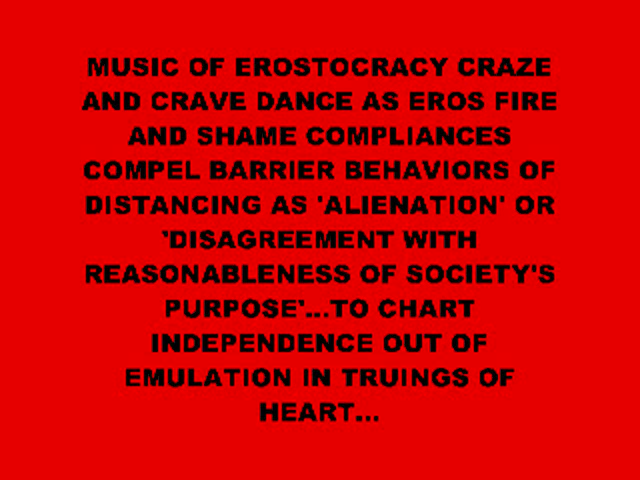 MUSIC OF EROSTOCRACY CRAZE
AND CRAVE DANCE AS EROS FIRE
AND SHAME COMPLIANCES
COMPEL BARRIER BEHAVIORS OF
DISTANCING AS 'ALIENATION' OR
'DISAGREEMENT WITH
REASONABLENESS OF SOCIETY'S
PURPOSE'...TO CHART
INDEPENDENCE OUT OF
EMULATION IN TRUINGS OF
HEART...